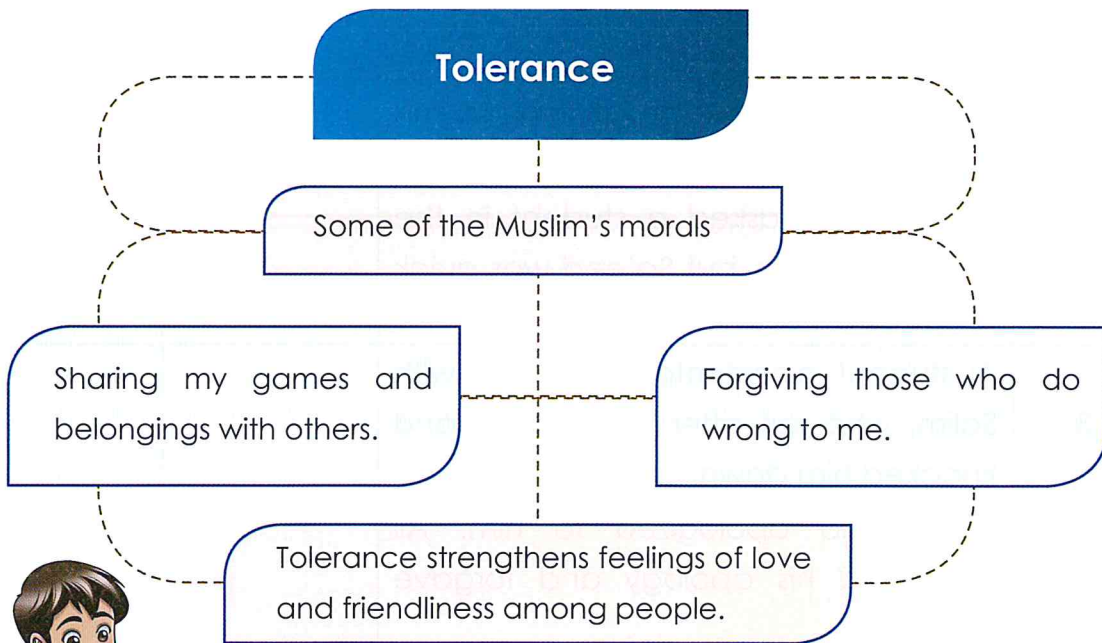 Tolerance
Some of the Muslim's morals
Sharing my games and
belongings with others.
Forgiving those who do
wrong to me.
Tolerance strengthens feelings of love
and friendliness among people.